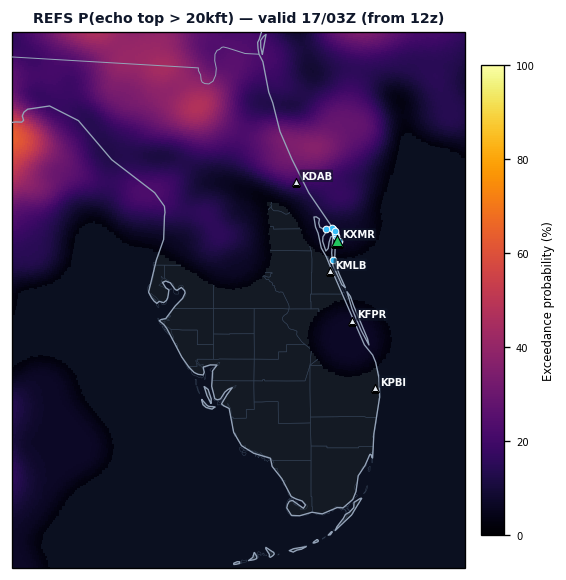 REFS P(echo top > 20kft) — valid 17/03Z (from 12z)
KDAB
KXMR
KMLB
KFPR
KPBI
100
80
60
40
20
0
Exceedance probability (%)